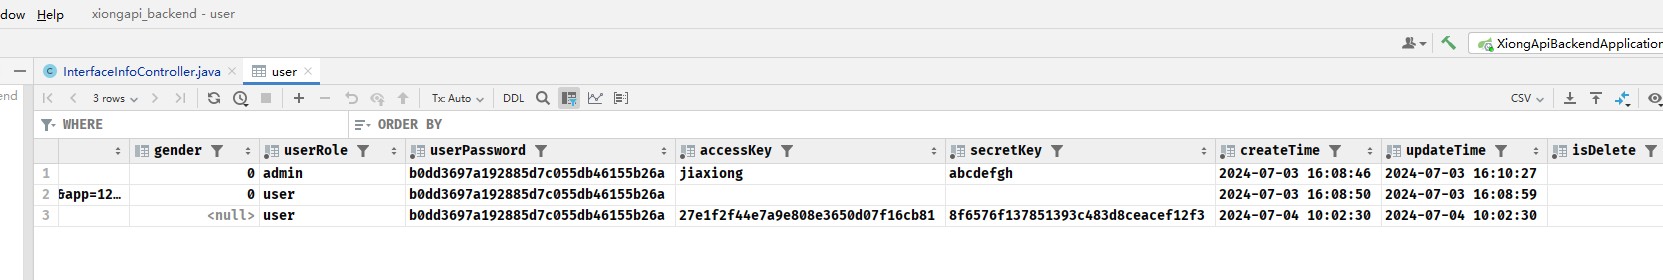 dow Help xiongapi_backend - user
XiongApiBackendApplication
InterfaceInfoController.java user
end 3 rows Tx: Auto DDL CSV
WHERE ORDER BY
gender userRole userPassword accessKey secretKey createTime updateTime isDelete
1 0 admin b0dd3697a192885d7c055db46155b26a jiaxiong abcdefgh 2024-07-03 16:08:46 2024-07-03 16:10:27
2 &app=12… 0 user b0dd3697a192885d7c055db46155b26a 2024-07-03 16:08:50 2024-07-03 16:08:59
3 <null> user b0dd3697a192885d7c055db46155b26a 27e1f2f44e7a9e808e3650d07f16cb81 8f6576f137851393c483d8ceacef12f3 2024-07-04 10:02:30 2024-07-04 10:02:30